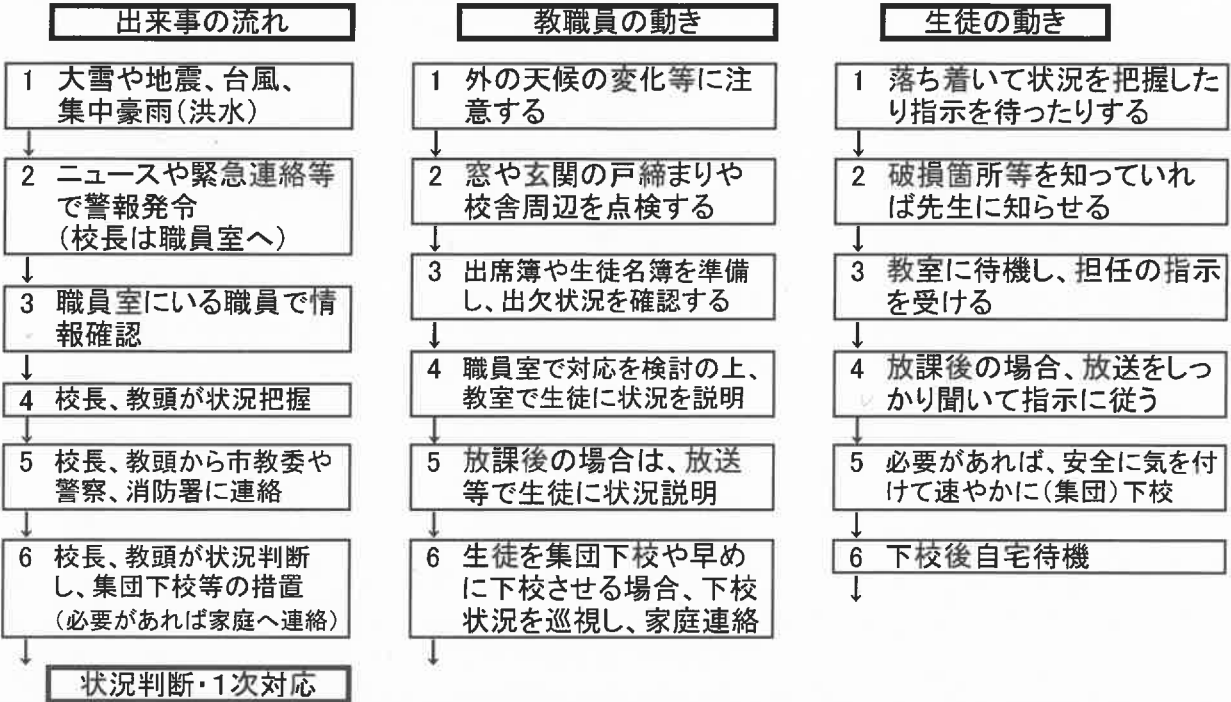 出来事の流れ
1 大雪や地震、台風、
集中豪雨(洪水)
↓
2 ニュースや緊急連絡等
で警報発令
(校長は職員室へ)
↓
3 職員室にいる職員で情
報確認
↓
4 校長、教頭が状況把握
↓
5 校長、教頭から市教委や
警察、消防署に連絡
↓
6 校長、教頭が状況判断
し、集団下校等の措置
(必要があれば家庭へ連絡)
↓
状況判断・1次対応
教職員の動き
1 外の天候の変化等に注
意する
↓
2 窓や玄関の戸締まりや
校舎周辺を点検する
↓
3 出席簿や生徒名簿を準備
し、出欠状況を確認する
↓
4 職員室で対応を検討の上、
教室で生徒に状況を説明
↓
5 放課後の場合は、放送
等で生徒に状況説明
↓
6 生徒を集団下校や早め
に下校させる場合、下校
状況を巡視し、家庭連絡
↓
生徒の動き
1 落ち着いて状況を把握した
り指示を待ったりする
↓
2 破損箇所等を知っていれ
ば先生に知らせる
↓
3 教室に待機し、担任の指示
を受ける
↓
4 放課後の場合、放送をしっ
かり聞いて指示に従う
↓
5 必要があれば、安全に気を付
けて速やかに(集団)下校
↓
6 下校後自宅待機
↓